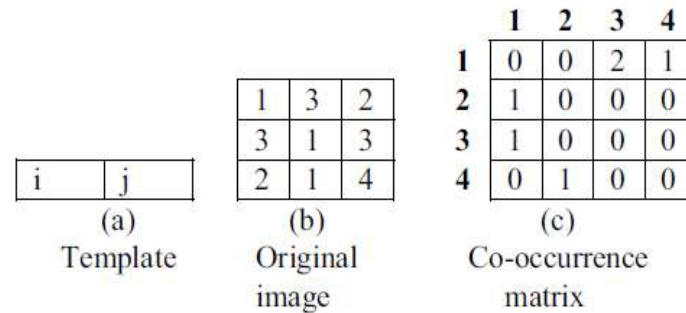 1 2 3 4
1 0 0 2 1
2 1 0 0 0
3 1 0 0 0
4 0 1 0 0
1 3 2
3 1 3
2 1 4
i j
(a) (b) (c)
Template Original Co-occurrence
image matrix